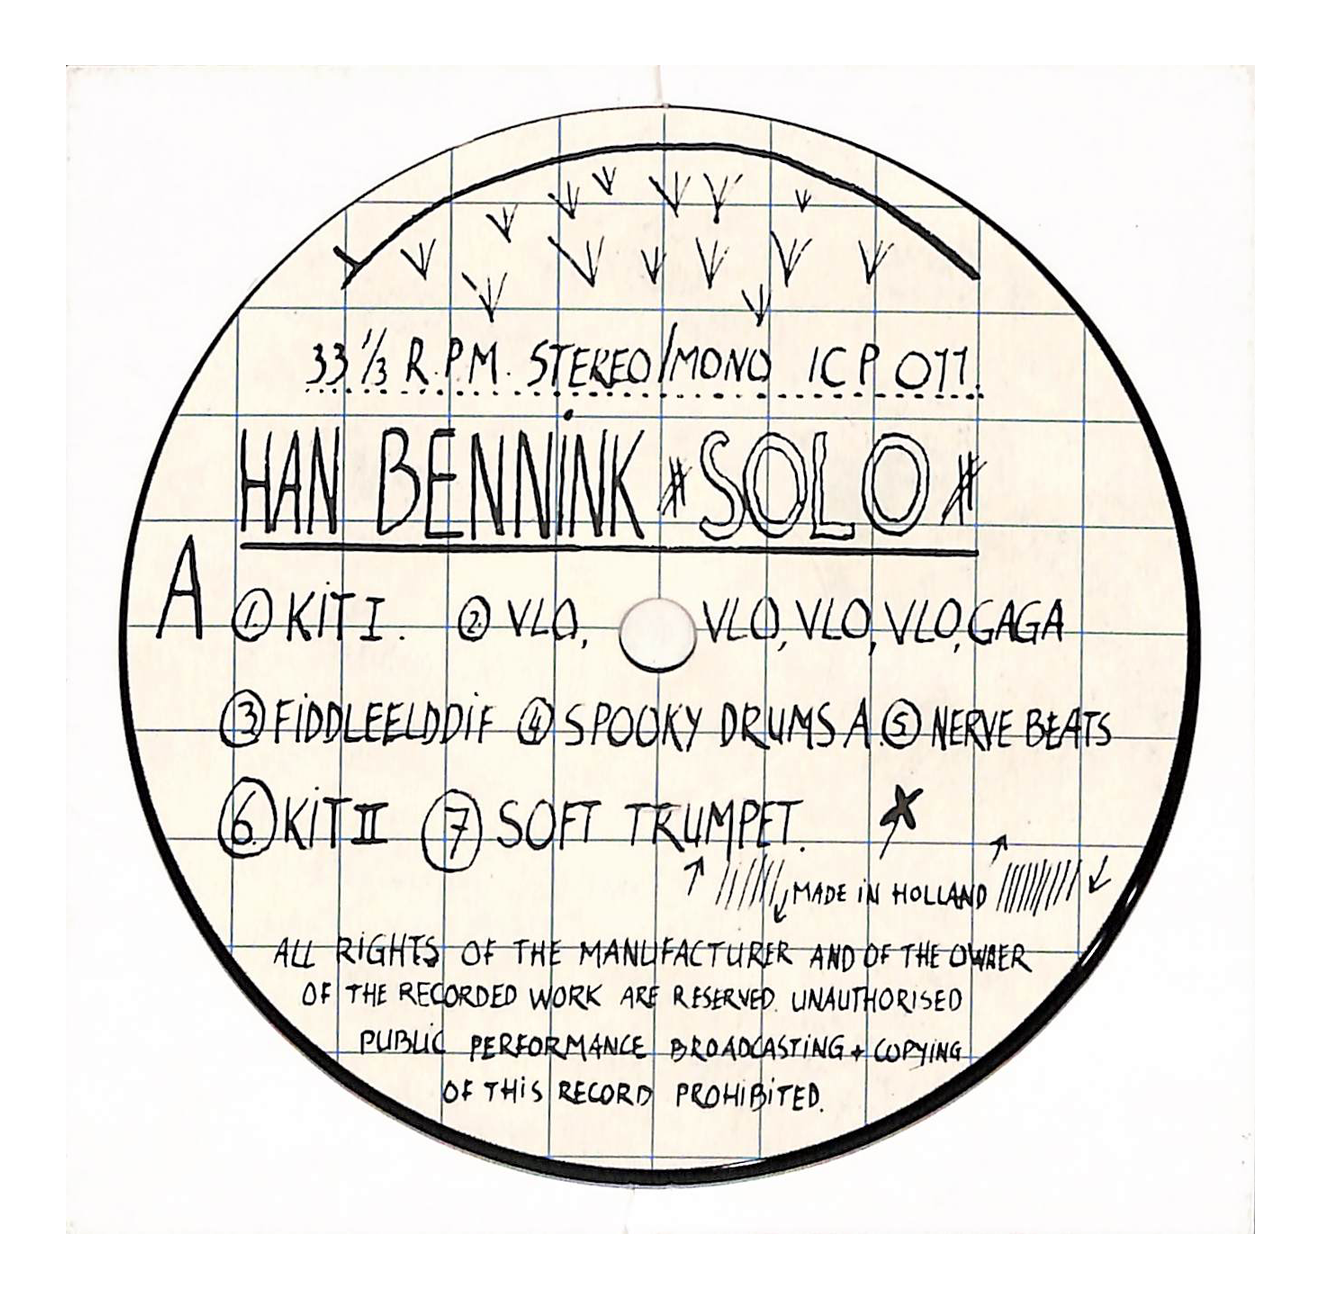 33 1/3 R.P.M. STEREO/MONO ICP 011.
HAN BENNINK *SOLO*
A ① KIT I. ② VLO, VLO, VLO, VLO, GAGA
③ FIDDLEELDDIF ④ SPOOKY DRUMS A. ⑤ NERVE BEATS
⑥ KIT II ⑦ SOFT TRUMPET.
MADE IN HOLLAND
ALL RIGHTS OF THE MANUFACTURER AND OF THE OWNER
OF THE RECORDED WORK ARE RESERVED. UNAUTHORISED
PUBLIC PERFORMANCE BROADCASTING + COPYING
OF THIS RECORD PROHIBITED.